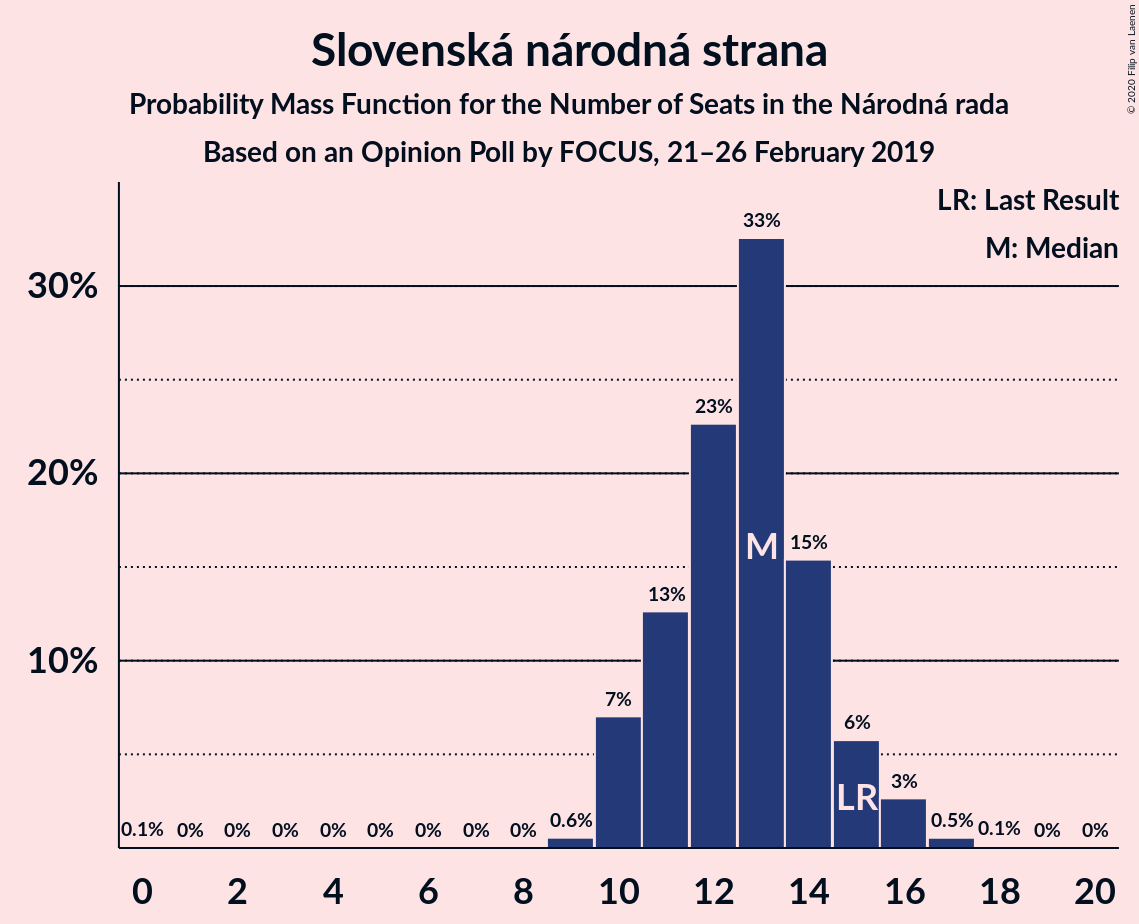 Slovenská národná strana
Probability Mass Function for the Number of Seats in the Národná rada
Based on an Opinion Poll by FOCUS, 21–26 February 2019
© 2020 Filip van Laenen
LR: Last Result
M: Median
30%
20%
10%
0.1% 0% 0% 0% 0% 0% 0% 0% 0% 0.6% 7% 13% 23% 33% 15% 6% 3% 0.5% 0.1% 0% 0%
M
LR
0 2 4 6 8 10 12 14 16 18 20